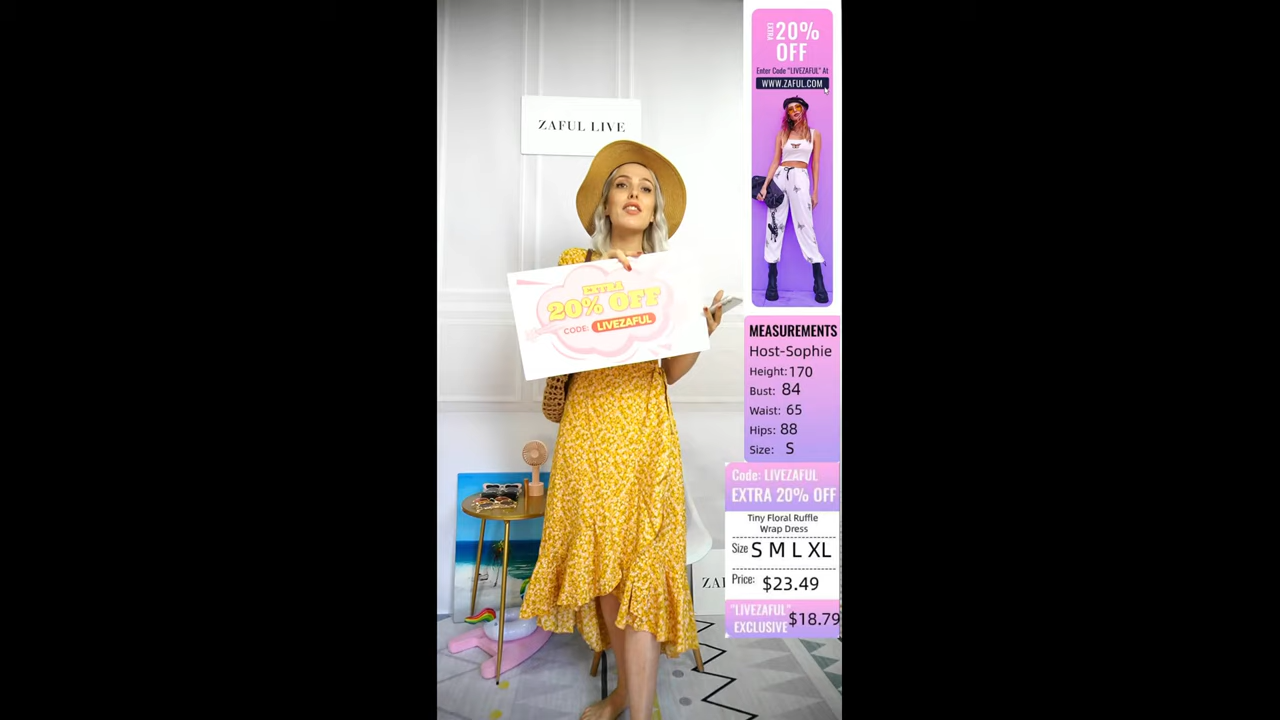 EXTRA
20% OFF
Enter Code "LIVEZAFUL" At
WWW.ZAFUL.COM
ZAFUL LIVE
EXTRA
20% OFF
CODE: LIVEZAFUL
MEASUREMENTS
Host-Sophie
Height: 170
Bust: 84
Waist: 65
Hips: 88
Size: S
Code: LIVEZAFUL
EXTRA 20% OFF
Tiny Floral Ruffle
Wrap Dress
Size S M L XL
Price: $23.49
"LIVEZAFUL"
EXCLUSIVE $18.79